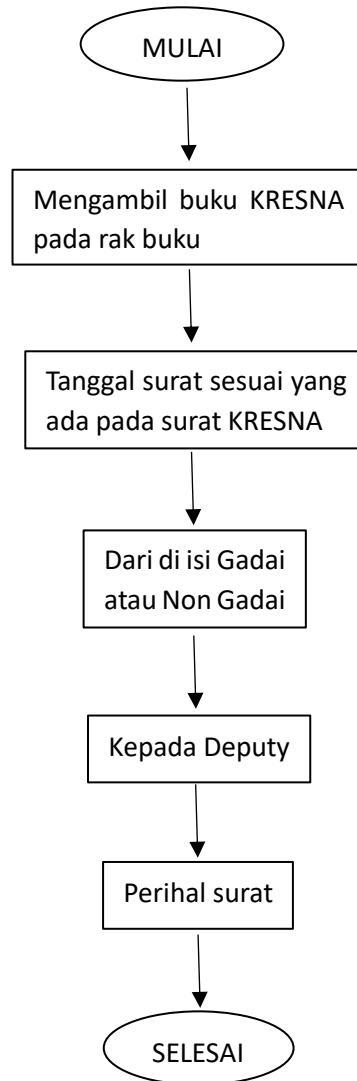 MULAI
Mengambil buku KRESNA
pada rak buku
Tanggal surat sesuai yang
ada pada surat KRESNA
Dari di isi Gadai
atau Non Gadai
Kepada Deputy
Perihal surat
SELESAI